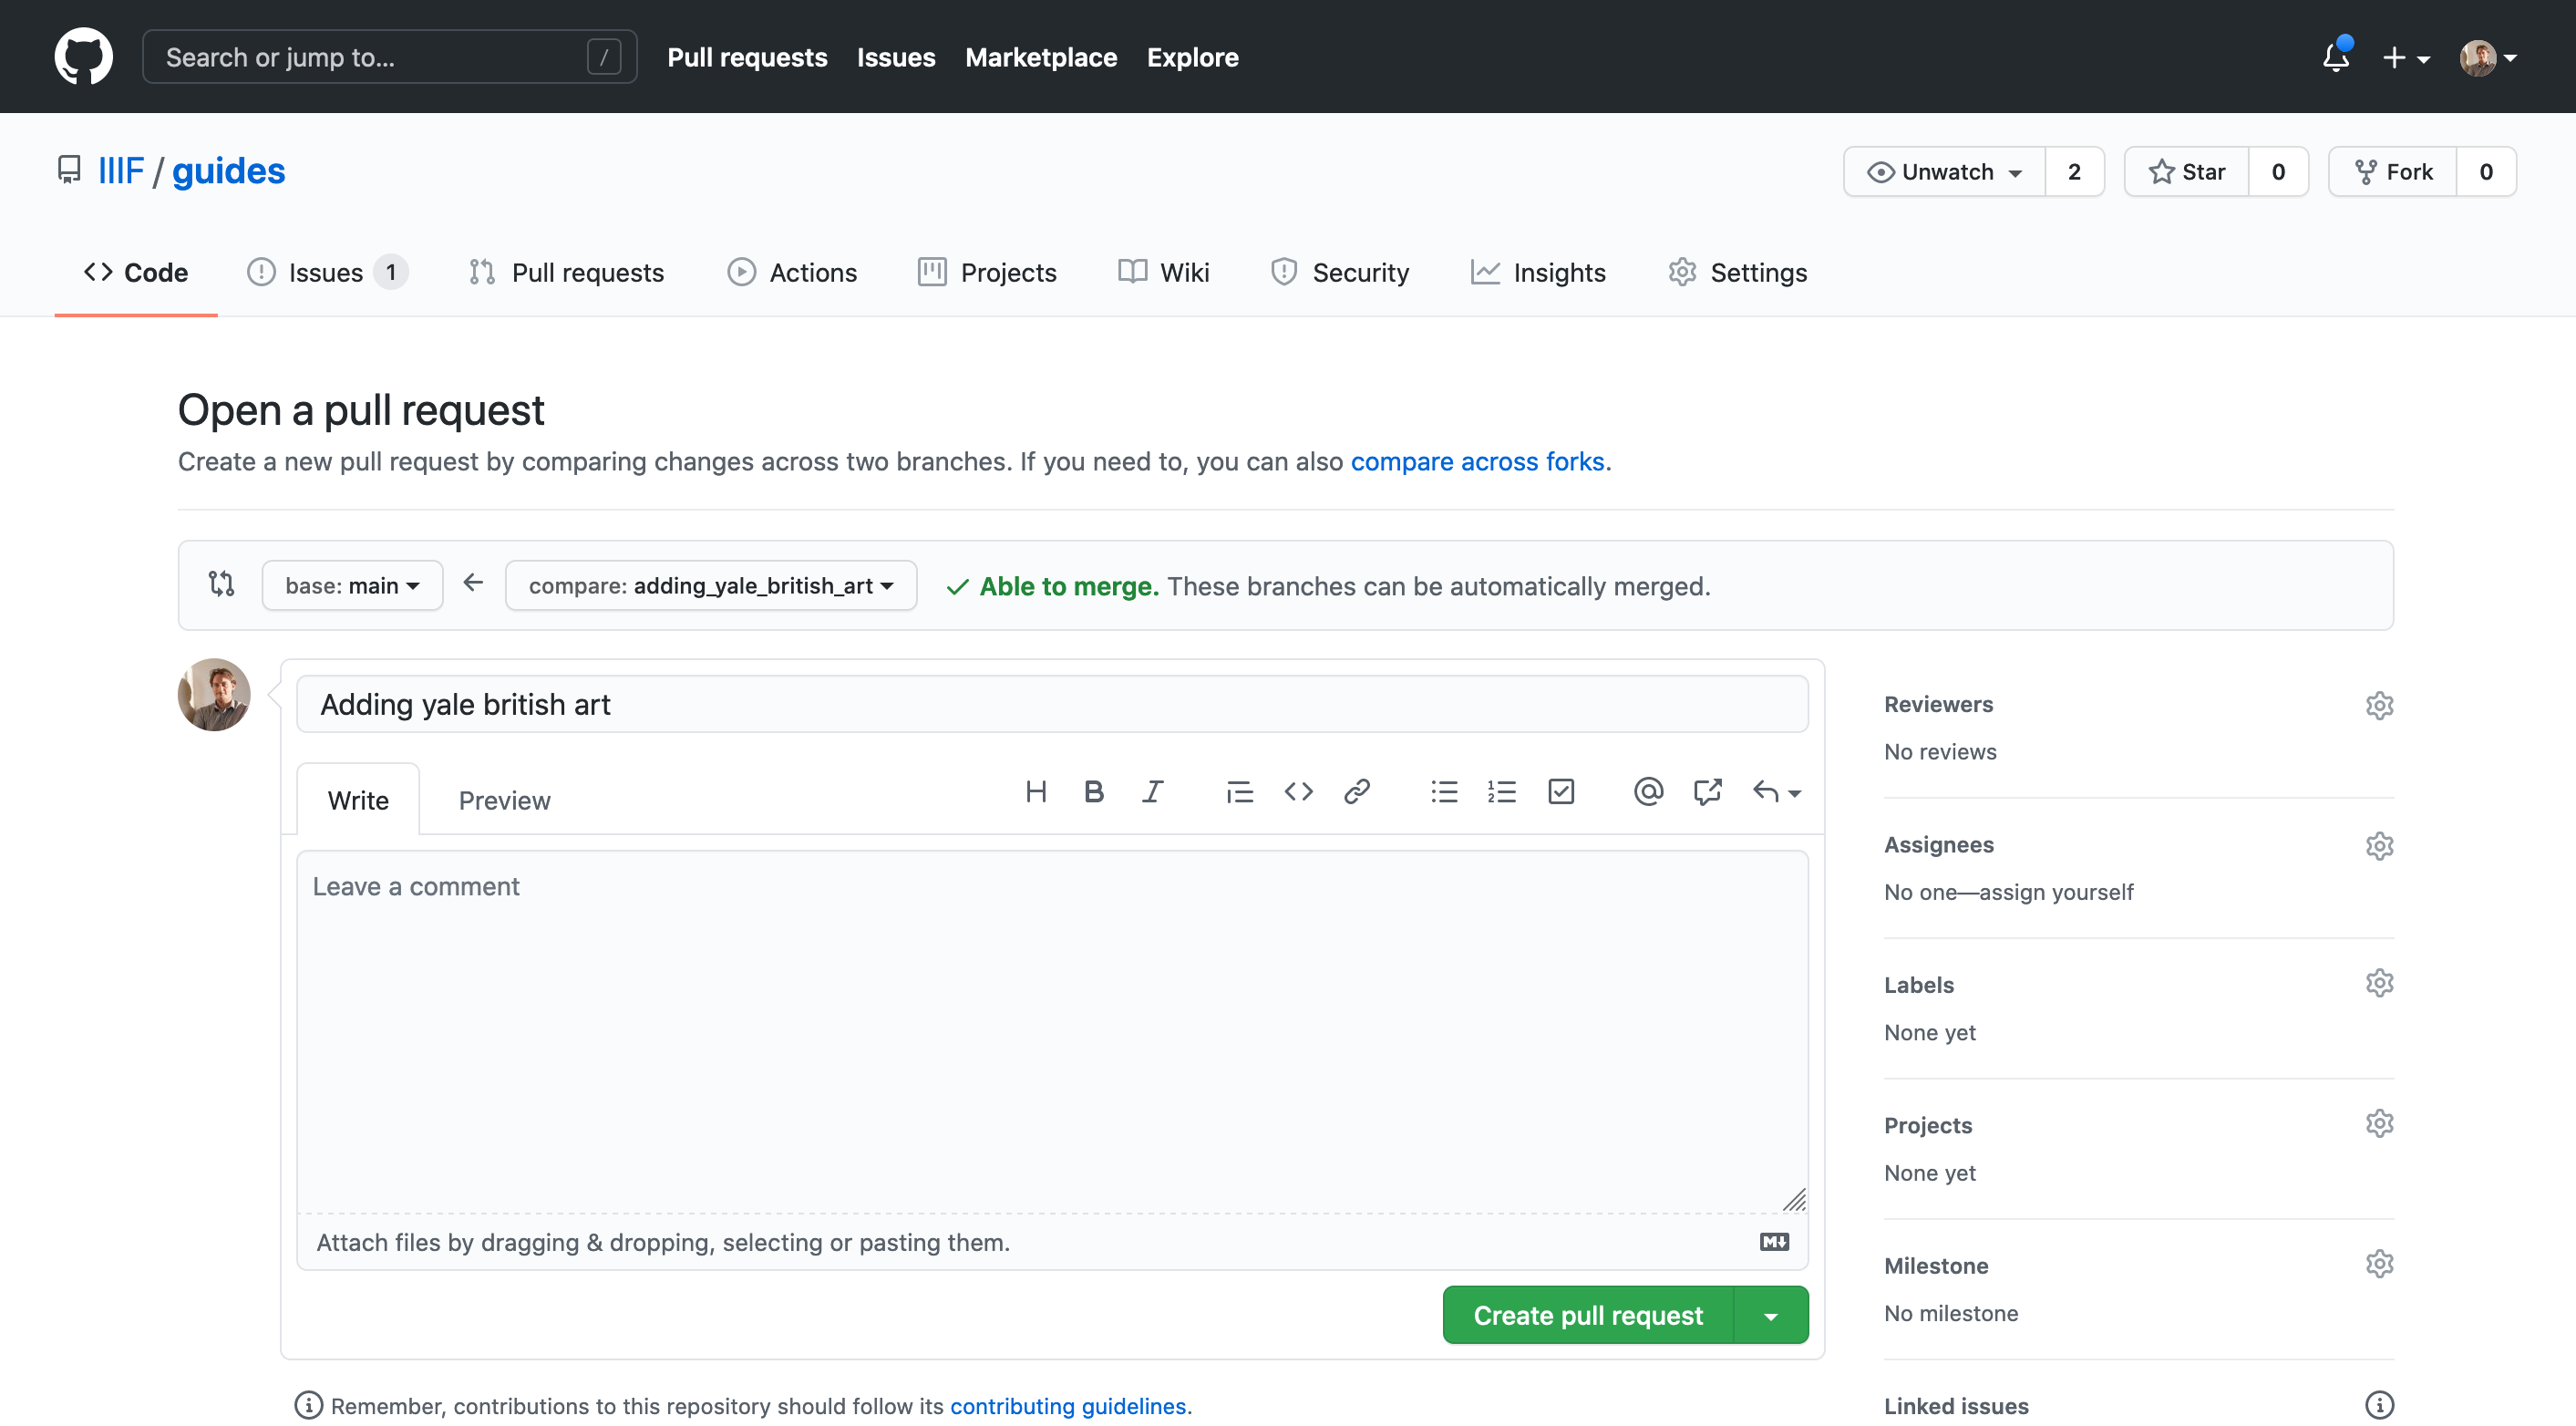 Search or jump to... /
Pull requests Issues Marketplace Explore
IIIF / guides
Unwatch 2 Star 0 Fork 0
Code Issues 1 Pull requests Actions Projects Wiki Security Insights Settings
Open a pull request
Create a new pull request by comparing changes across two branches. If you need to, you can also compare across forks.
base: main compare: adding_yale_british_art Able to merge. These branches can be automatically merged.
Adding yale british art
Write Preview
Leave a comment
Attach files by dragging & dropping, selecting or pasting them.
Create pull request
Remember, contributions to this repository should follow its contributing guidelines.
Reviewers
No reviews
Assignees
No one—assign yourself
Labels
None yet
Projects
None yet
Milestone
No milestone
Linked issues